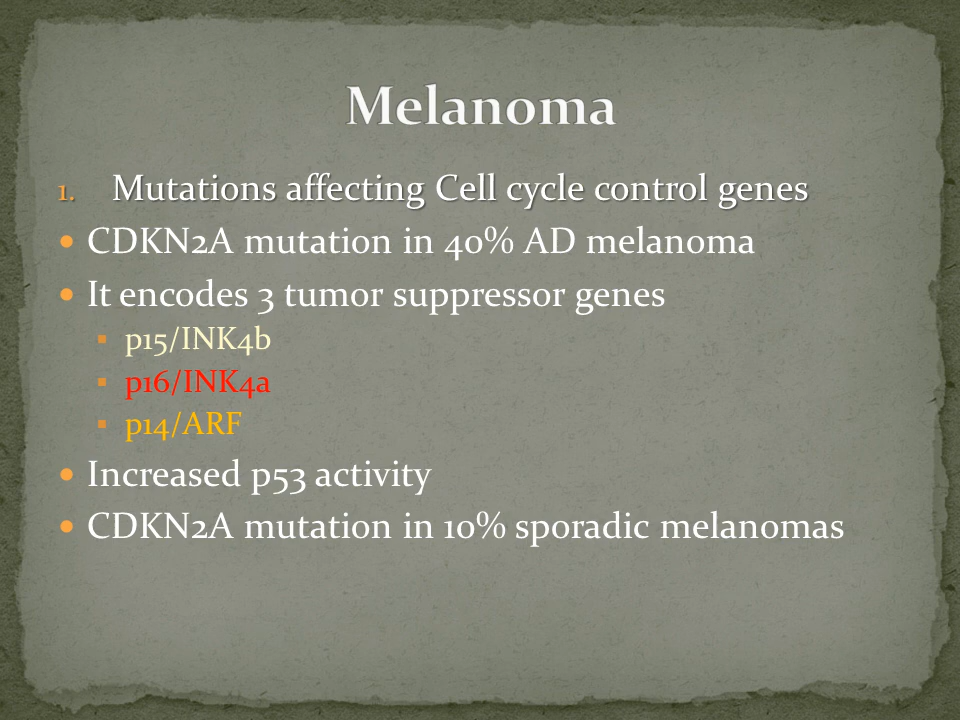 Melanoma
1. Mutations affecting Cell cycle control genes
• CDKN2A mutation in 40% AD melanoma
• It encodes 3 tumor suppressor genes
▪ p15/INK4b
▪ p16/INK4a
▪ p14/ARF
• Increased p53 activity
• CDKN2A mutation in 10% sporadic melanomas